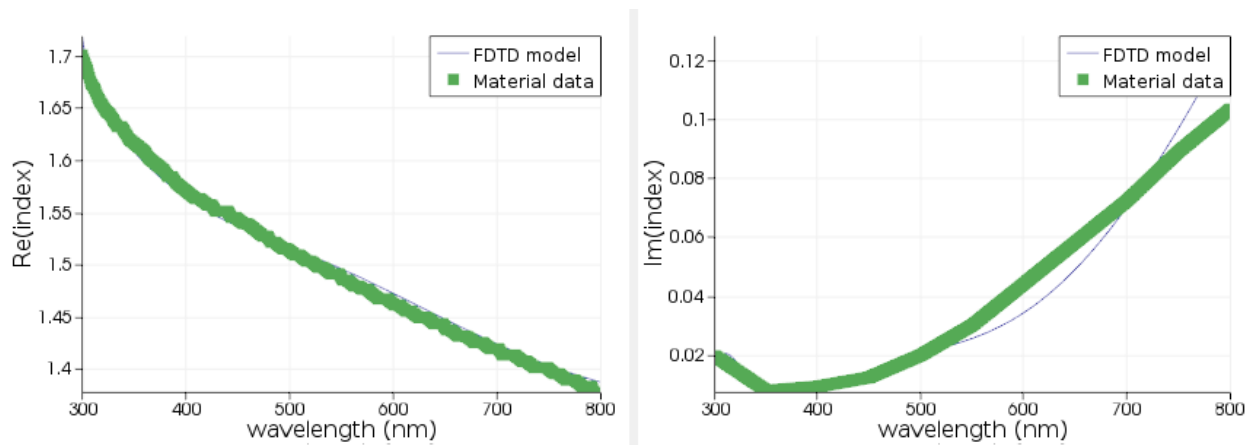 Re(index)
1.7
1.65
1.6
1.55
1.5
1.45
1.4
300 400 500 600 700 800
wavelength (nm)
FDTD model
Material data
Im(index)
0.12
0.1
0.08
0.06
0.04
0.02
300 400 500 600 700 800
wavelength (nm)
FDTD model
Material data